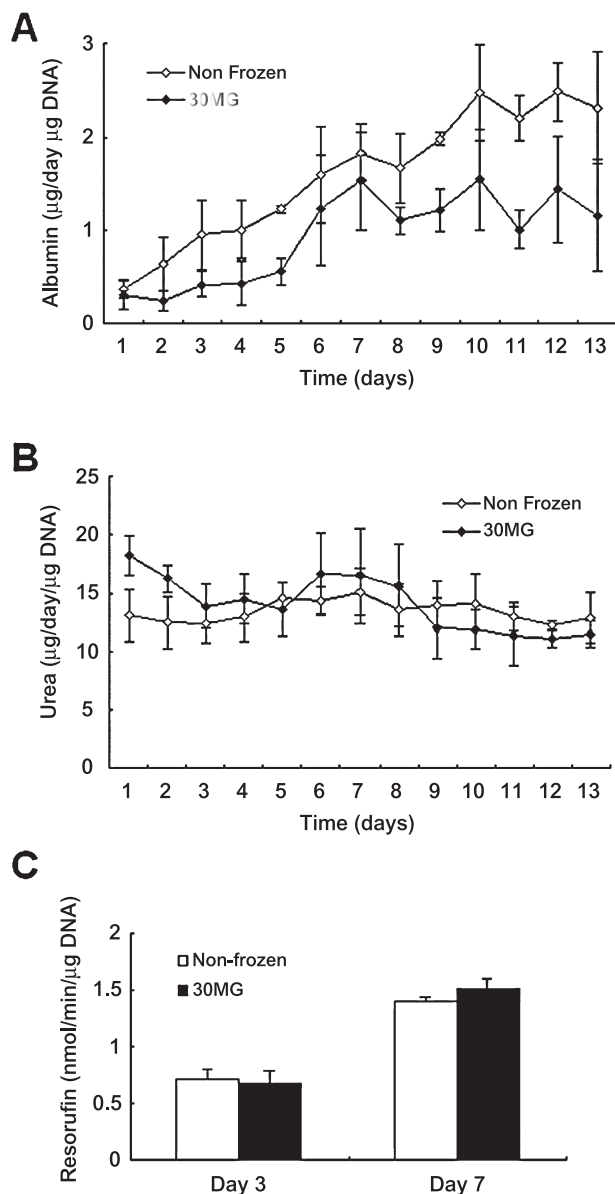 A
Albumin (μg/day μg DNA)
3
2
1
0
Non Frozen
30MG
1 2 3 4 5 6 7 8 9 10 11 12 13
Time (days)
B
Urea (μg/day/μg DNA)
25
20
15
10
5
0
Non Frozen
30MG
1 2 3 4 5 6 7 8 9 10 11 12 13
Time (days)
C
Resorufin (nmol/min/μg DNA)
2
1.5
1
0.5
0
Non-frozen
30MG
Day 3 Day 7